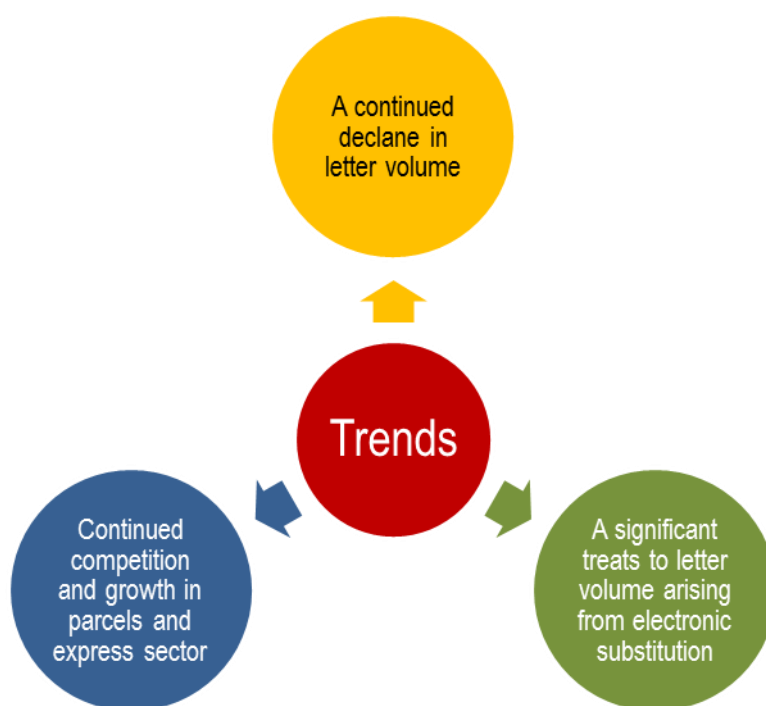 A continued
declane in
letter volume
Trends
Continued
competition
and growth in
parcels and
express sector
A significant
treats to letter
volume arising
from electronic
substitution